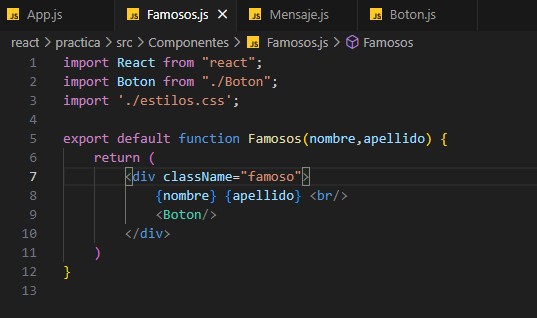 JS App.js JS Famosos.js × JS Mensaje.js JS Boton.js
react > practica > src > Componentes > JS Famosos.js > Famosos
1 import React from "react";
2 import Boton from "./Boton";
3 import './estilos.css';
4
5 export default function Famosos(nombre,apellido) {
6     return (
7         <div className="famoso">
8             {nombre} {apellido} <br/>
9             <Boton/>
10         </div>
11     )
12 }
13